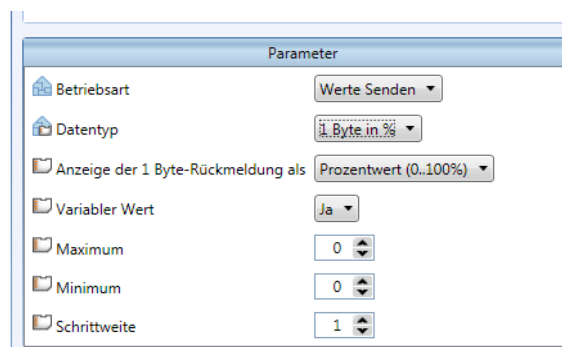 Parameter
Betriebsart Werte Senden
Datentyp 1 Byte in %
Anzeige der 1 Byte-Rückmeldung als Prozentwert (0..100%)
Variabler Wert Ja
Maximum 0
Minimum 0
Schrittweite 1